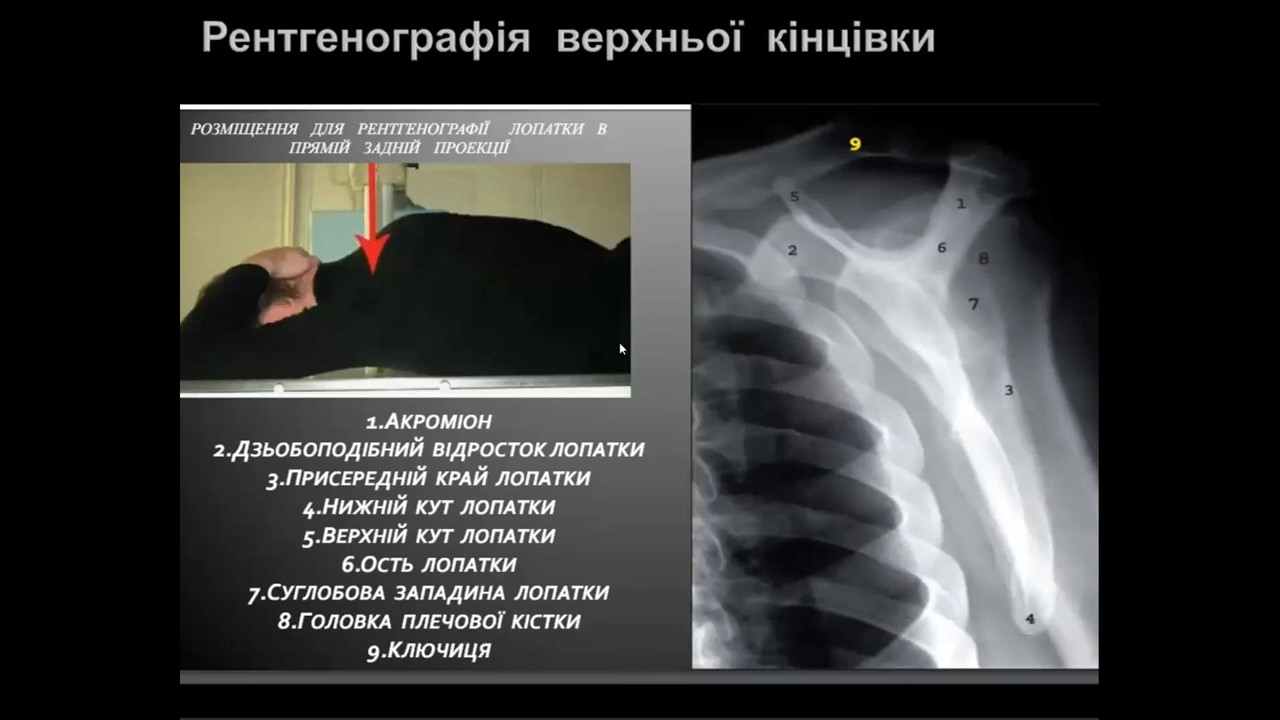 Рентгенографія верхньої кінцівки
РОЗМІЩЕННЯ ДЛЯ РЕНТГЕНОГРАФІЇ ЛОПАТКИ В
ПРЯМІЙ ЗАДНІЙ ПРОЕКЦІЇ
1.АКРОМІОН
2.ДЗЬОБОПОДІБНИЙ ВІДРОСТОК ЛОПАТКИ
3.ПРИСЕРЕДНІЙ КРАЙ ЛОПАТКИ
4.НИЖНІЙ КУТ ЛОПАТКИ
5.ВЕРХНІЙ КУТ ЛОПАТКИ
6.ОСТЬ ЛОПАТКИ
7.СУГЛОБОВА ЗАПАДИНА ЛОПАТКИ
8.ГОЛОВКА ПЛЕЧОВОЇ КІСТКИ
9.КЛЮЧИЦЯ
9
5
1
2
6
8
7
3
4